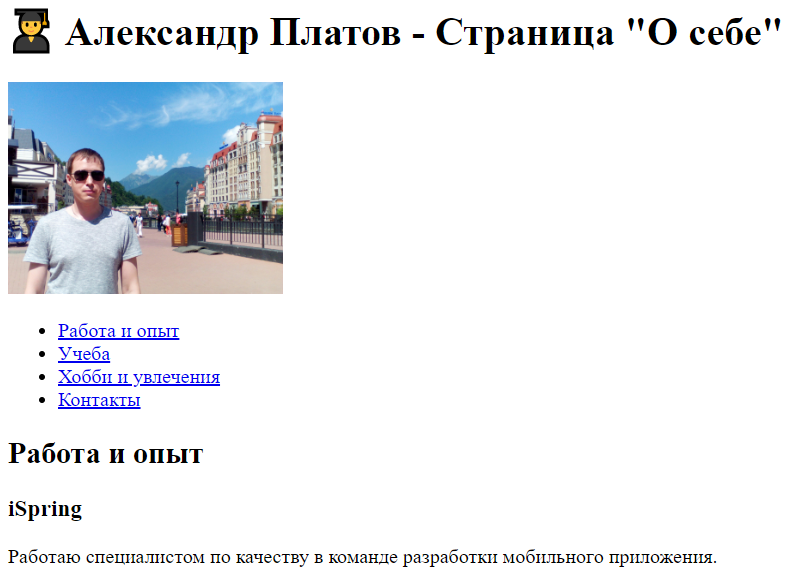 Александр Платов - Страница "О себе"
Работа и опыт
Учеба
Хобби и увлечения
Контакты
Работа и опыт
iSpring
Работаю специалистом по качеству в команде разработки мобильного приложения.